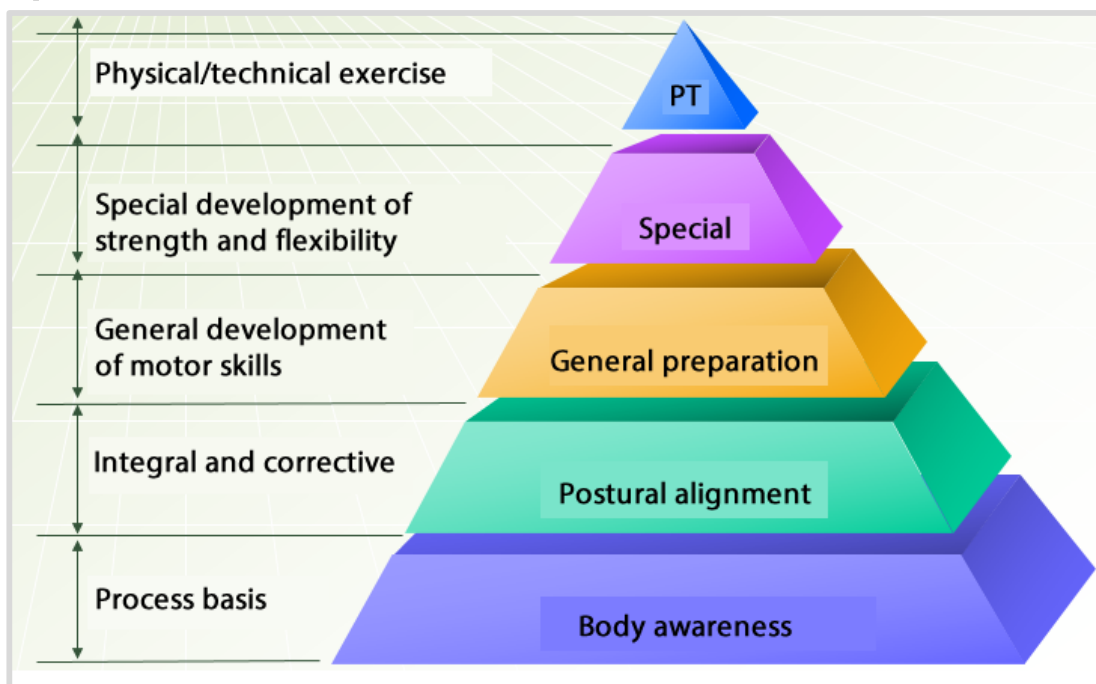 Physical/technical exercise
PT
Special development of
strength and flexibility
Special
General development
of motor skills
General preparation
Integral and corrective
Postural alignment
Process basis
Body awareness